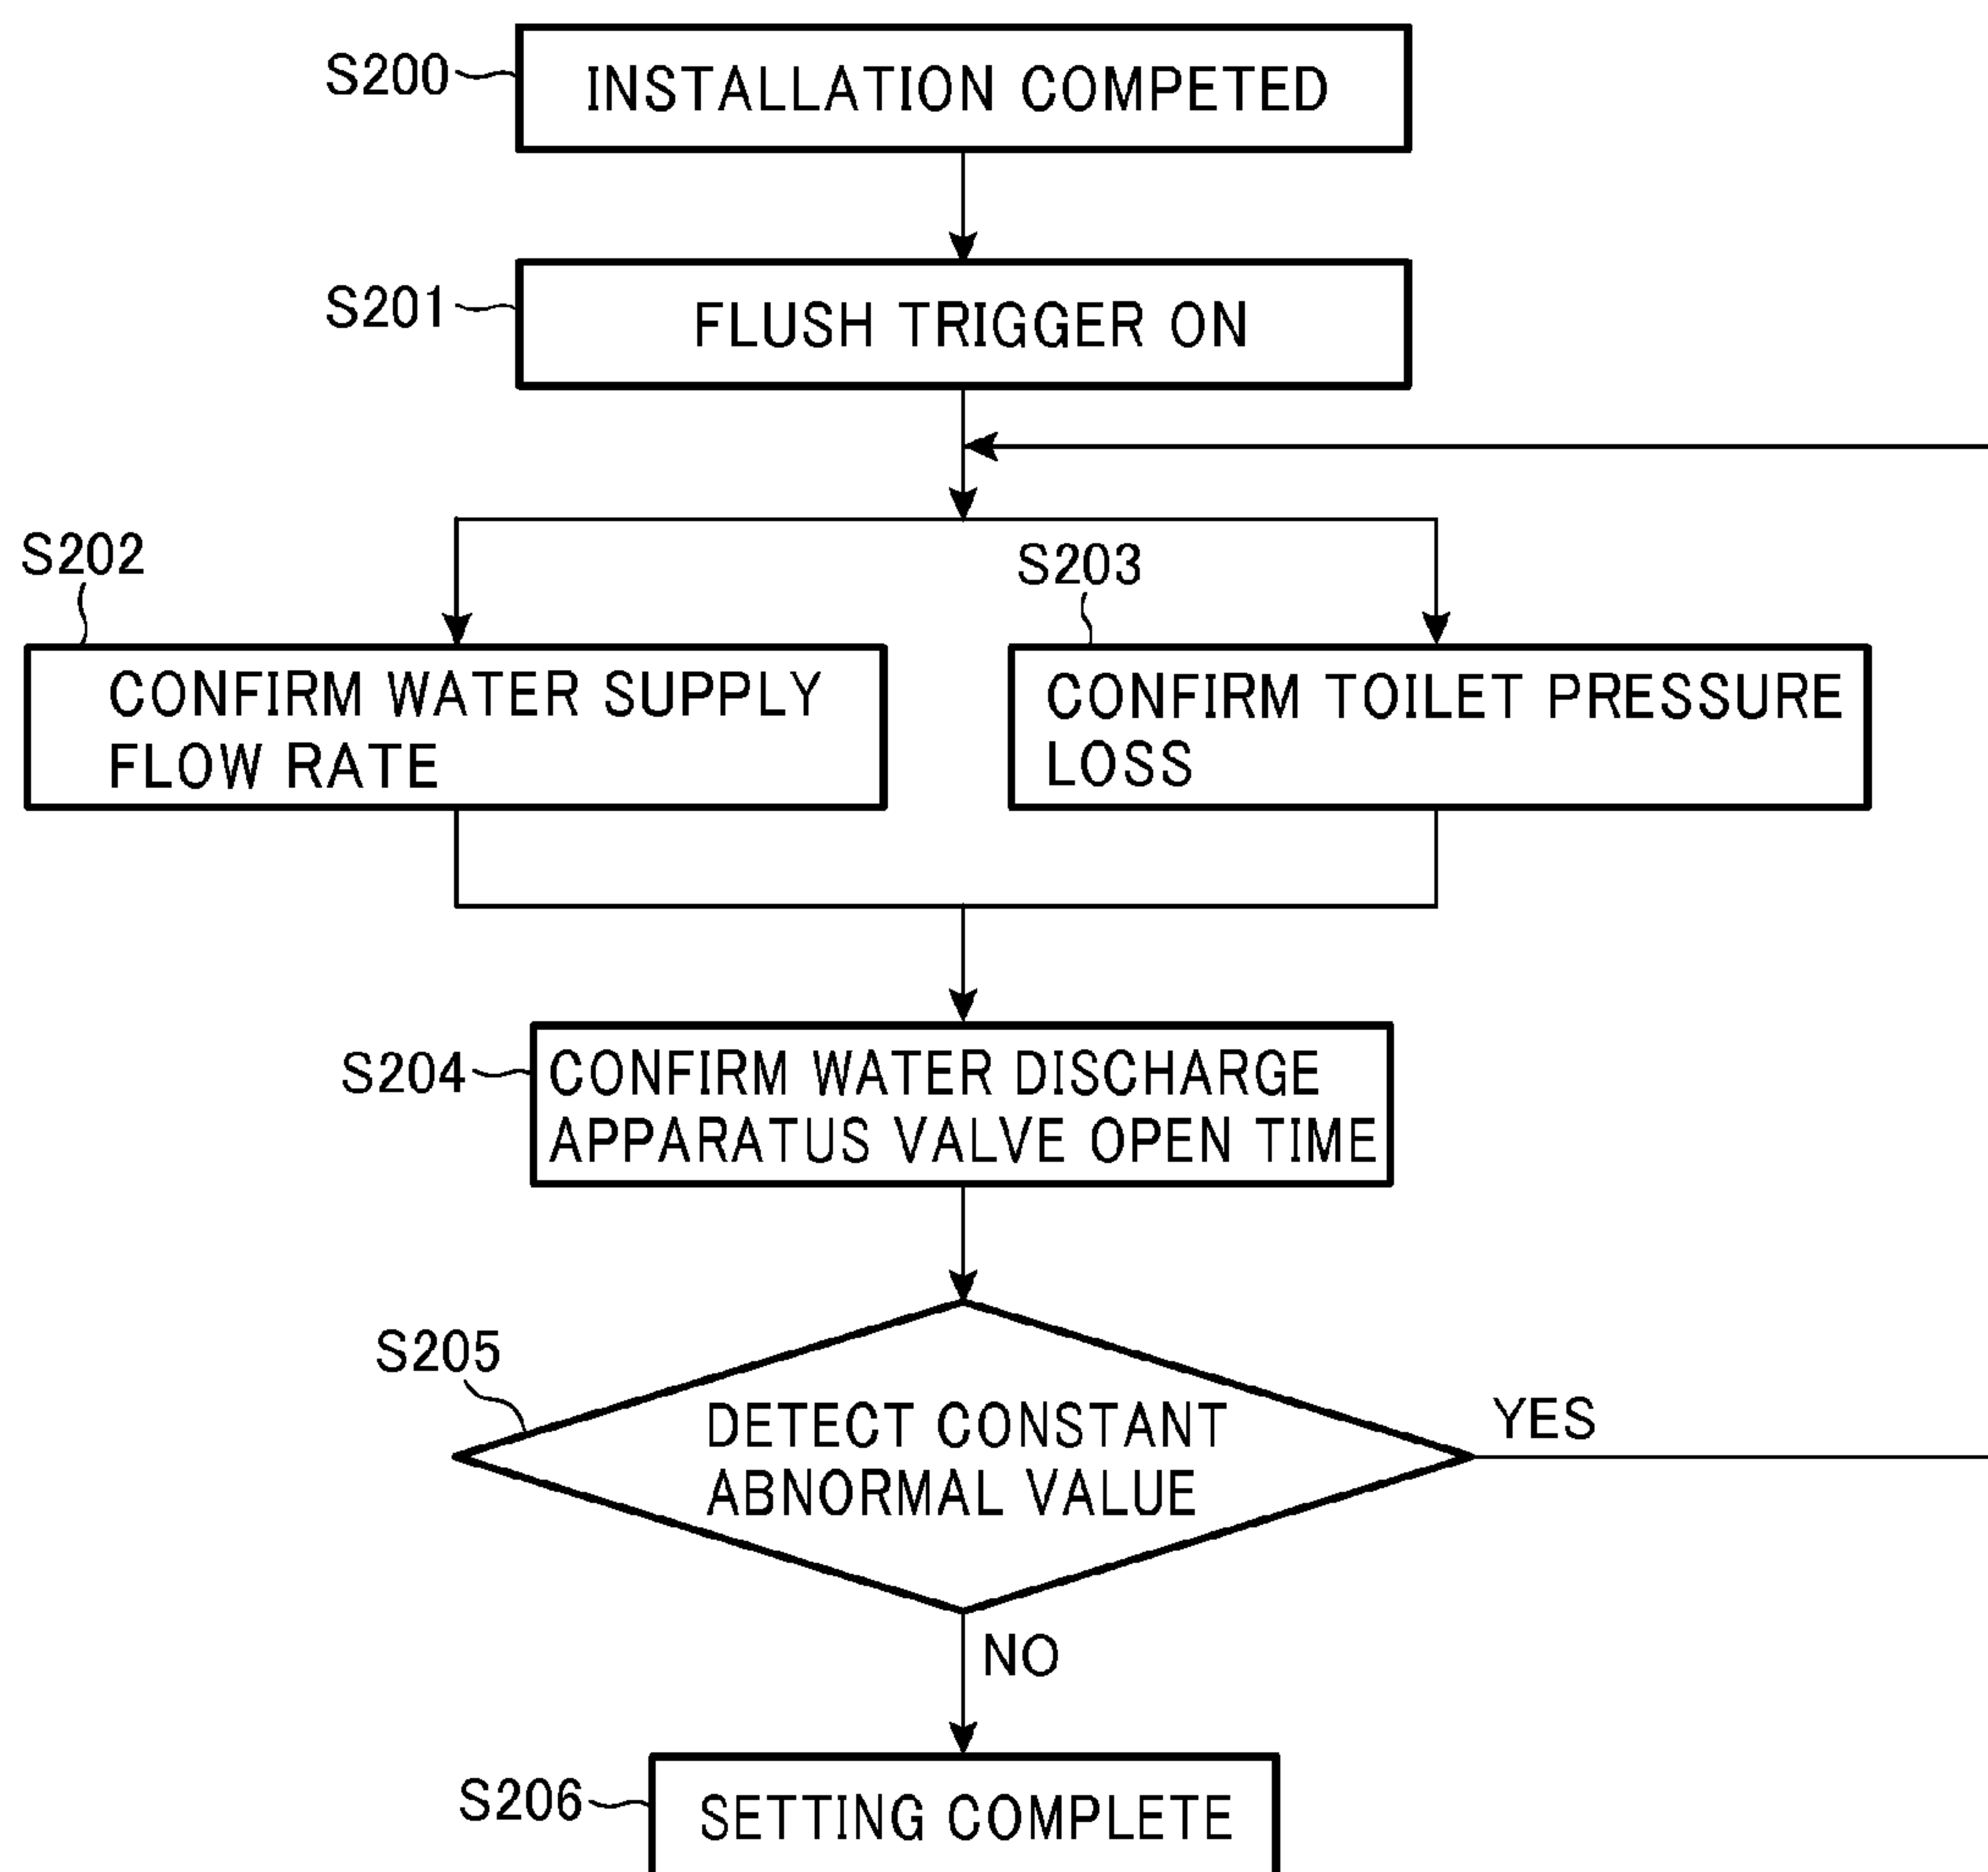 S200
INSTALLATION COMPETED
S201
FLUSH TRIGGER ON
S202
CONFIRM WATER SUPPLY
FLOW RATE
S203
CONFIRM TOILET PRESSURE
LOSS
S204
CONFIRM WATER DISCHARGE
APPARATUS VALVE OPEN TIME
S205
DETECT CONSTANT
ABNORMAL VALUE
YES
NO
S206
SETTING COMPLETE